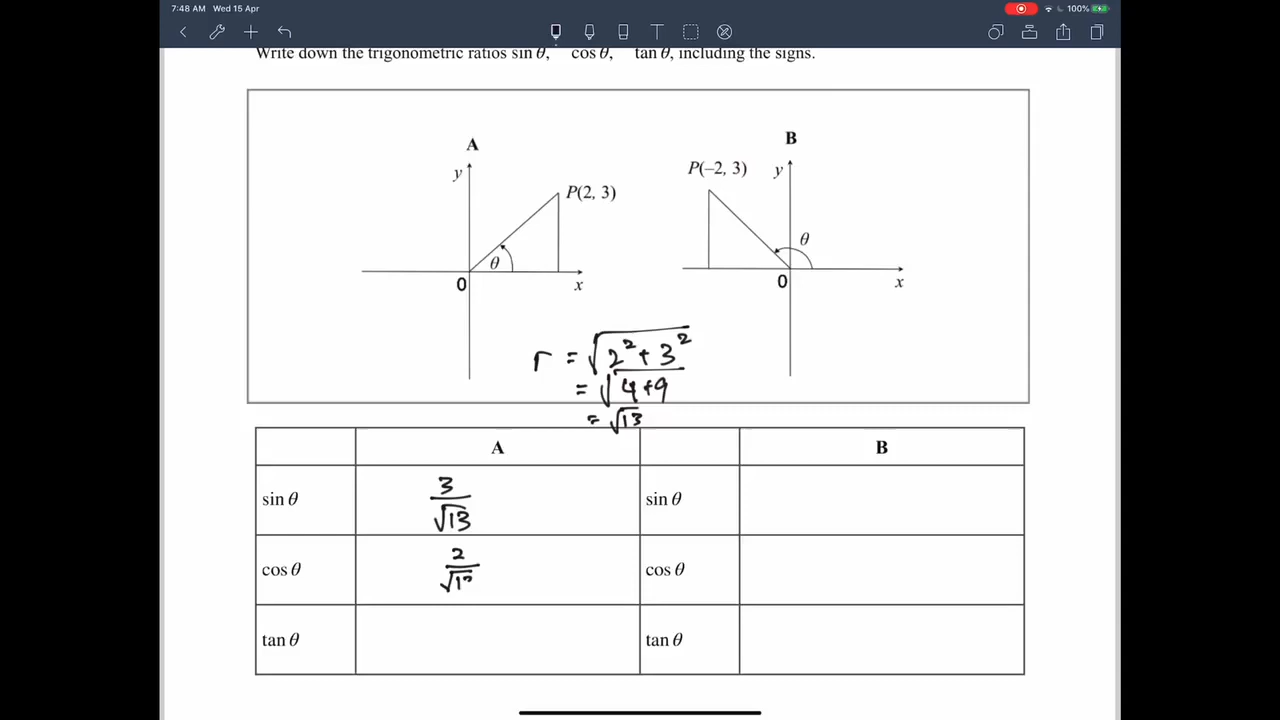 7:48 AM Wed 15 Apr 100%
Write down the trigonometric ratios sin θ, cos θ, tan θ, including the signs.
A
B
y
P(2, 3)
θ
0
x
P(–2, 3)
y
θ
0
x
r = √2² + 3²
= √4+9
= √13
A
B
sin θ
3
√13
sin θ
cos θ
2
cos θ
tan θ
tan θ